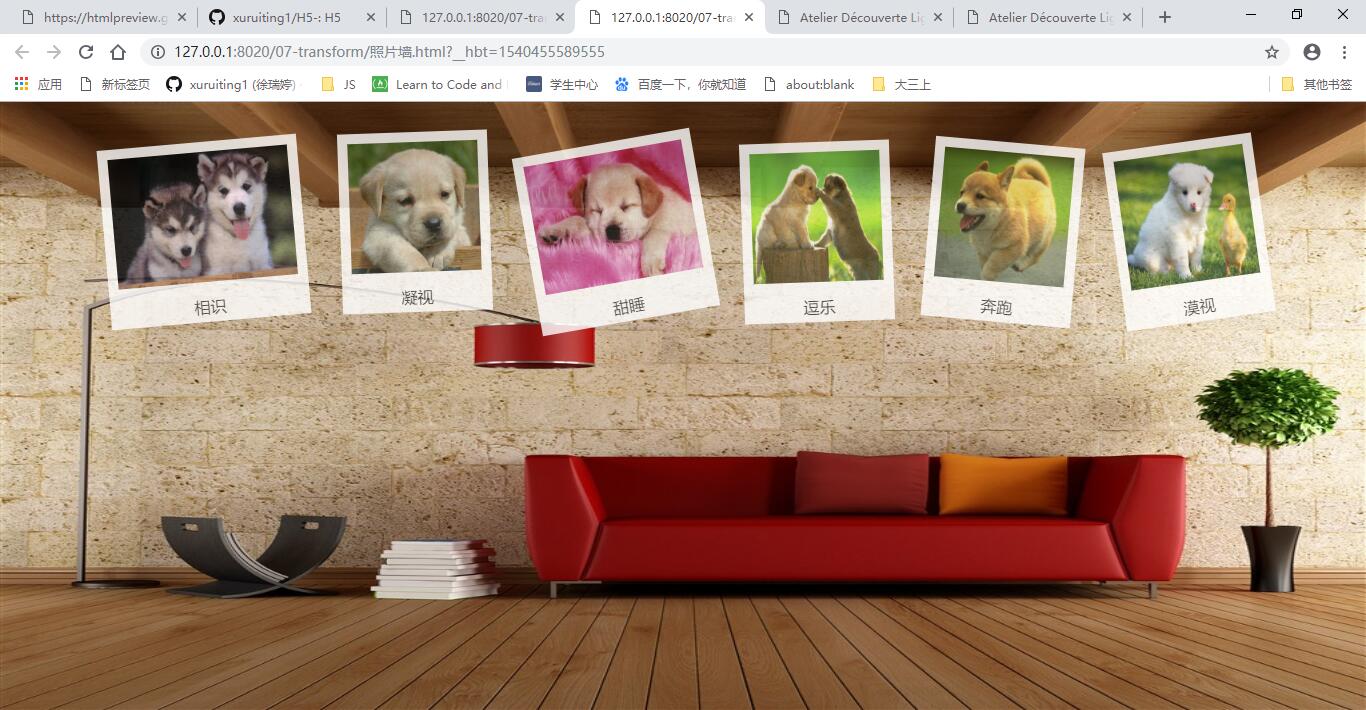 https://htmlpreview.g
xuruiting1/H5-: H5
127.0.0.1:8020/07-tra
127.0.0.1:8020/07-tra
Atelier Découverte Lig
Atelier Découverte Lig
127.0.0.1:8020/07-transform/照片墙.html?__hbt=1540455589555
应用
新标签页
xuruiting1 (徐瑞婷)
JS
Learn to Code and
学生中心
百度一下，你就知道
about:blank
大三上
其他书签
相识
凝视
甜睡
逗乐
奔跑
漠视